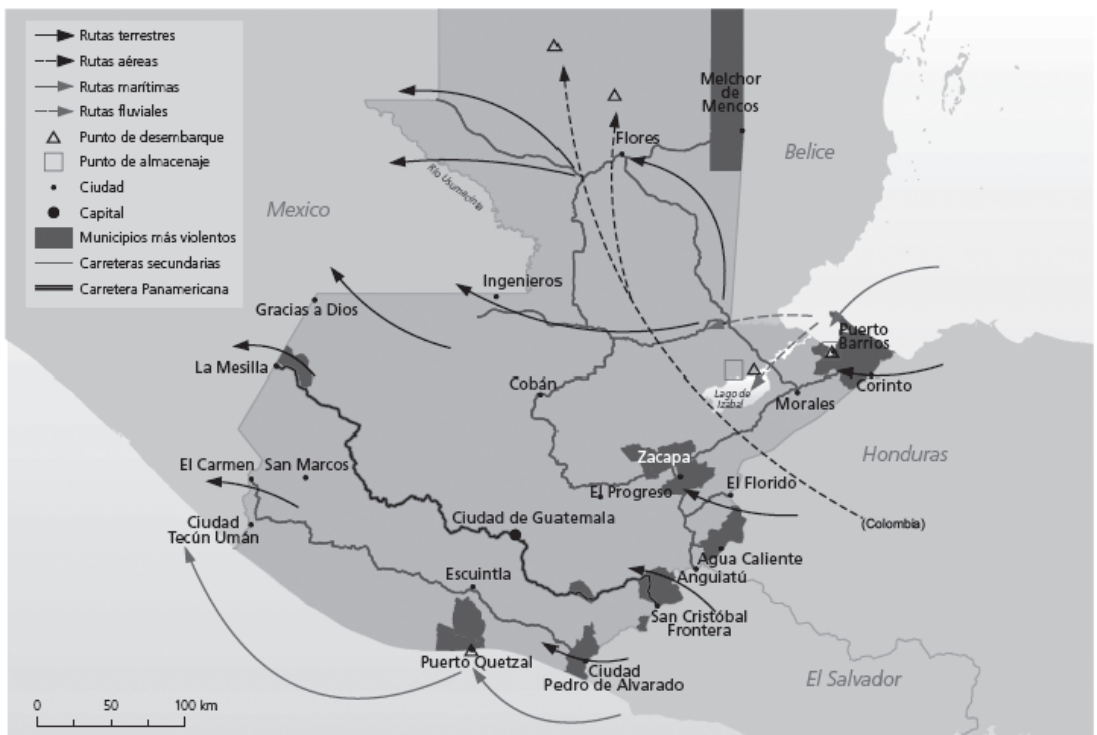 Rutas terrestres
Rutas aéreas
Rutas marítimas
Rutas fluviales
Punto de desembarque
Punto de almacenaje
Ciudad
Capital
Municipios más violentos
Carreteras secundarias
Carretera Panamericana
Melchor
de
Mencos
Flores
Belice
Río Usumacinta
Mexico
Ingenieros
Gracias a Dios
La Mesilla
Puerto
Barrios
Cobán
Lago de
Izabal
Morales
Corinto
Honduras
Zacapa
El Carmen
San Marcos
El Progreso
El Florido
Ciudad
Tecún Umán
Ciudad de Guatemala
(Colombia)
Agua Caliente
Anguiatú
Escuintla
San Cristóbal
Frontera
Puerto Quetzal
Ciudad
Pedro de Alvarado
El Salvador
0 50 100 km